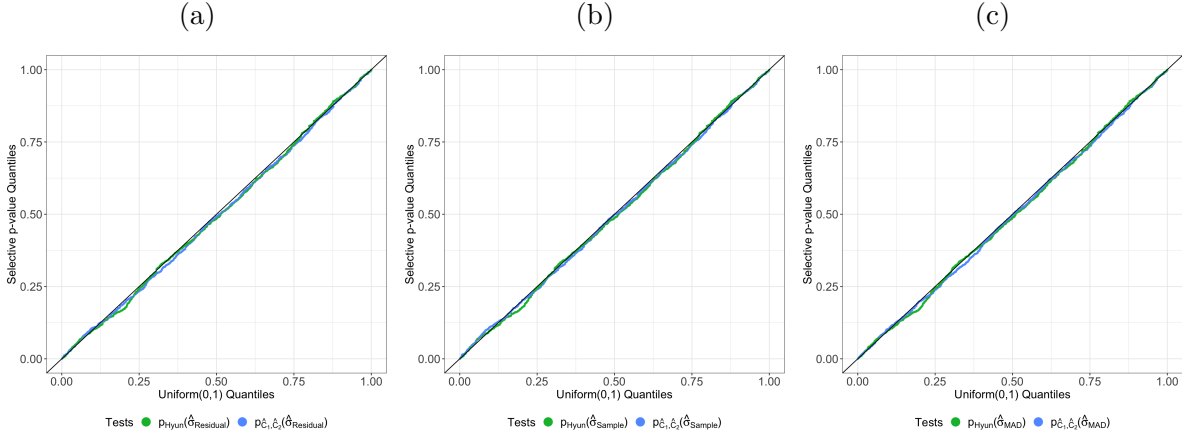 (a)
Selective p-value Quantiles
1.00
0.75
0.50
0.25
0.00
0.00 0.25 0.50 0.75 1.00
Uniform(0,1) Quantiles
Tests p_Hyun(σ̂_Residual) p_Ĉ₁,Ĉ₂(σ̂_Residual)
(b)
Selective p-value Quantiles
1.00
0.75
0.50
0.25
0.00
0.00 0.25 0.50 0.75 1.00
Uniform(0,1) Quantiles
Tests p_Hyun(σ̂_Sample) p_Ĉ₁,Ĉ₂(σ̂_Sample)
(c)
Selective p-value Quantiles
1.00
0.75
0.50
0.25
0.00
0.00 0.25 0.50 0.75 1.00
Uniform(0,1) Quantiles
Tests p_Hyun(σ̂_MAD) p_Ĉ₁,Ĉ₂(σ̂_MAD)